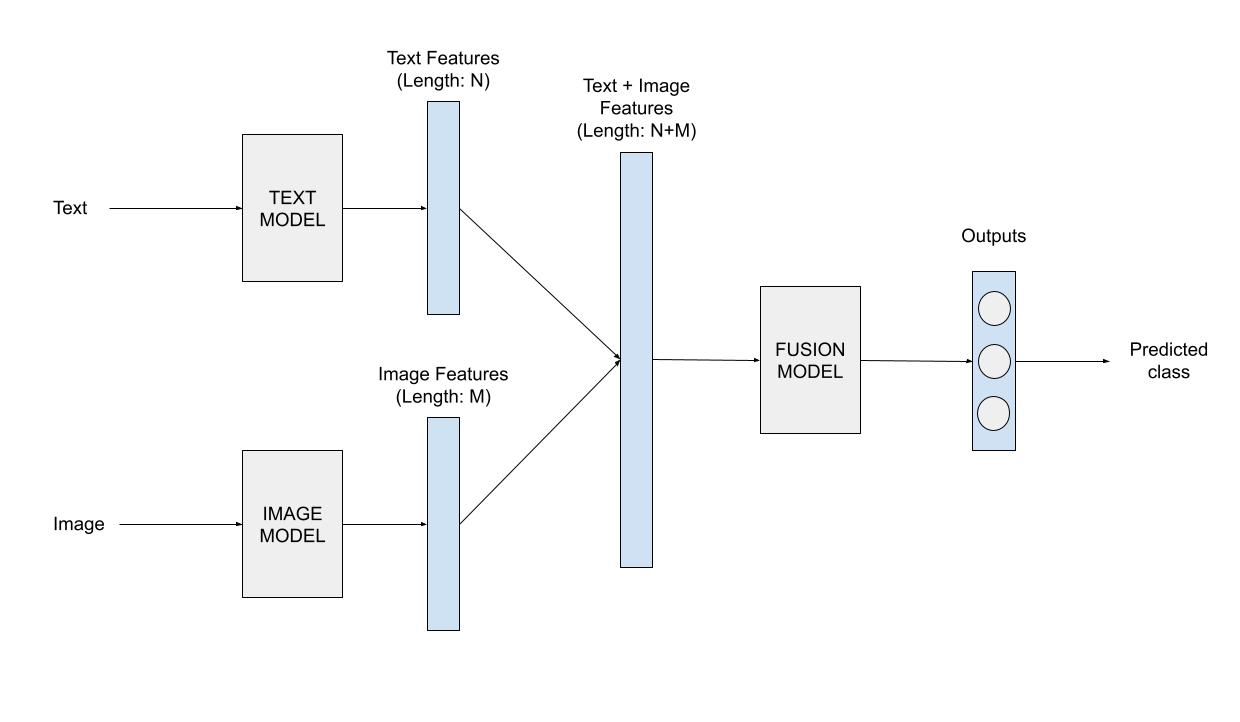 Text Features
(Length: N)
Text + Image
Features
(Length: N+M)
Text
TEXT
MODEL
Outputs
FUSION
MODEL
Predicted
class
Image Features
(Length: M)
Image
IMAGE
MODEL